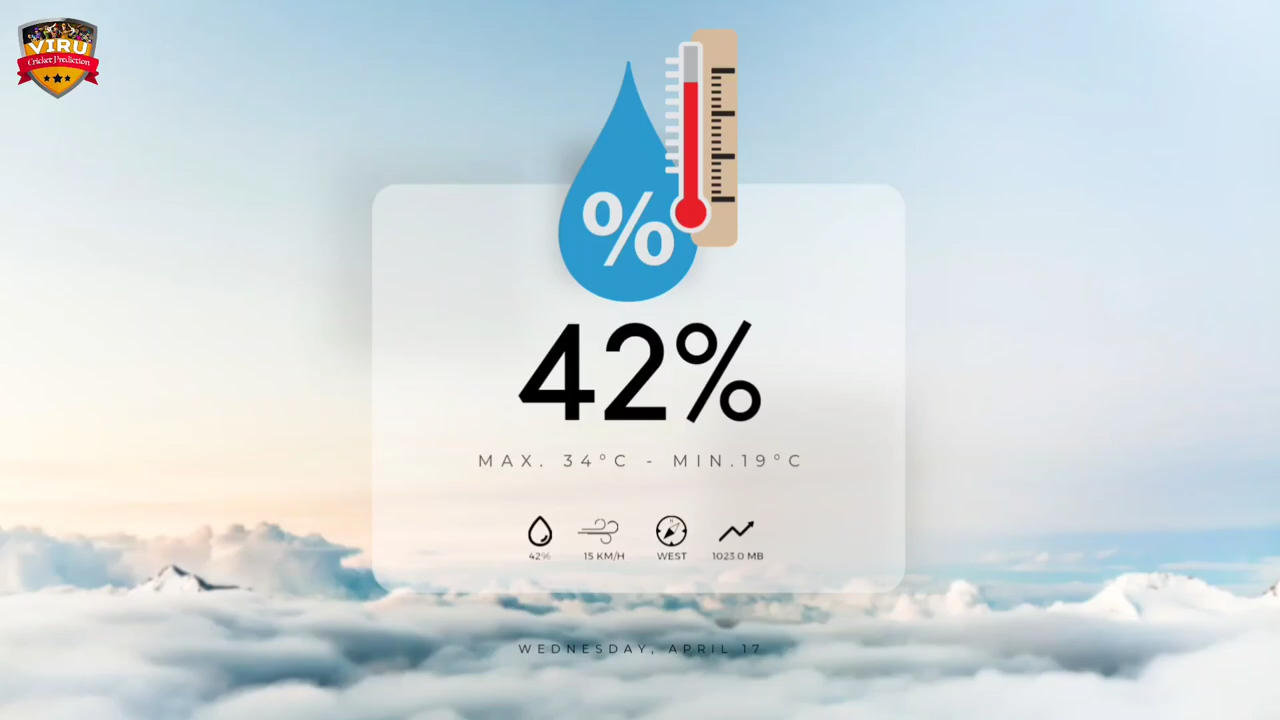 VIRU
Cricket Prediction
%
42%
MAX. 34°C - MIN.19°C
42% 15 KM/H WEST 1023.0 MB
WEDNESDAY, APRIL 17